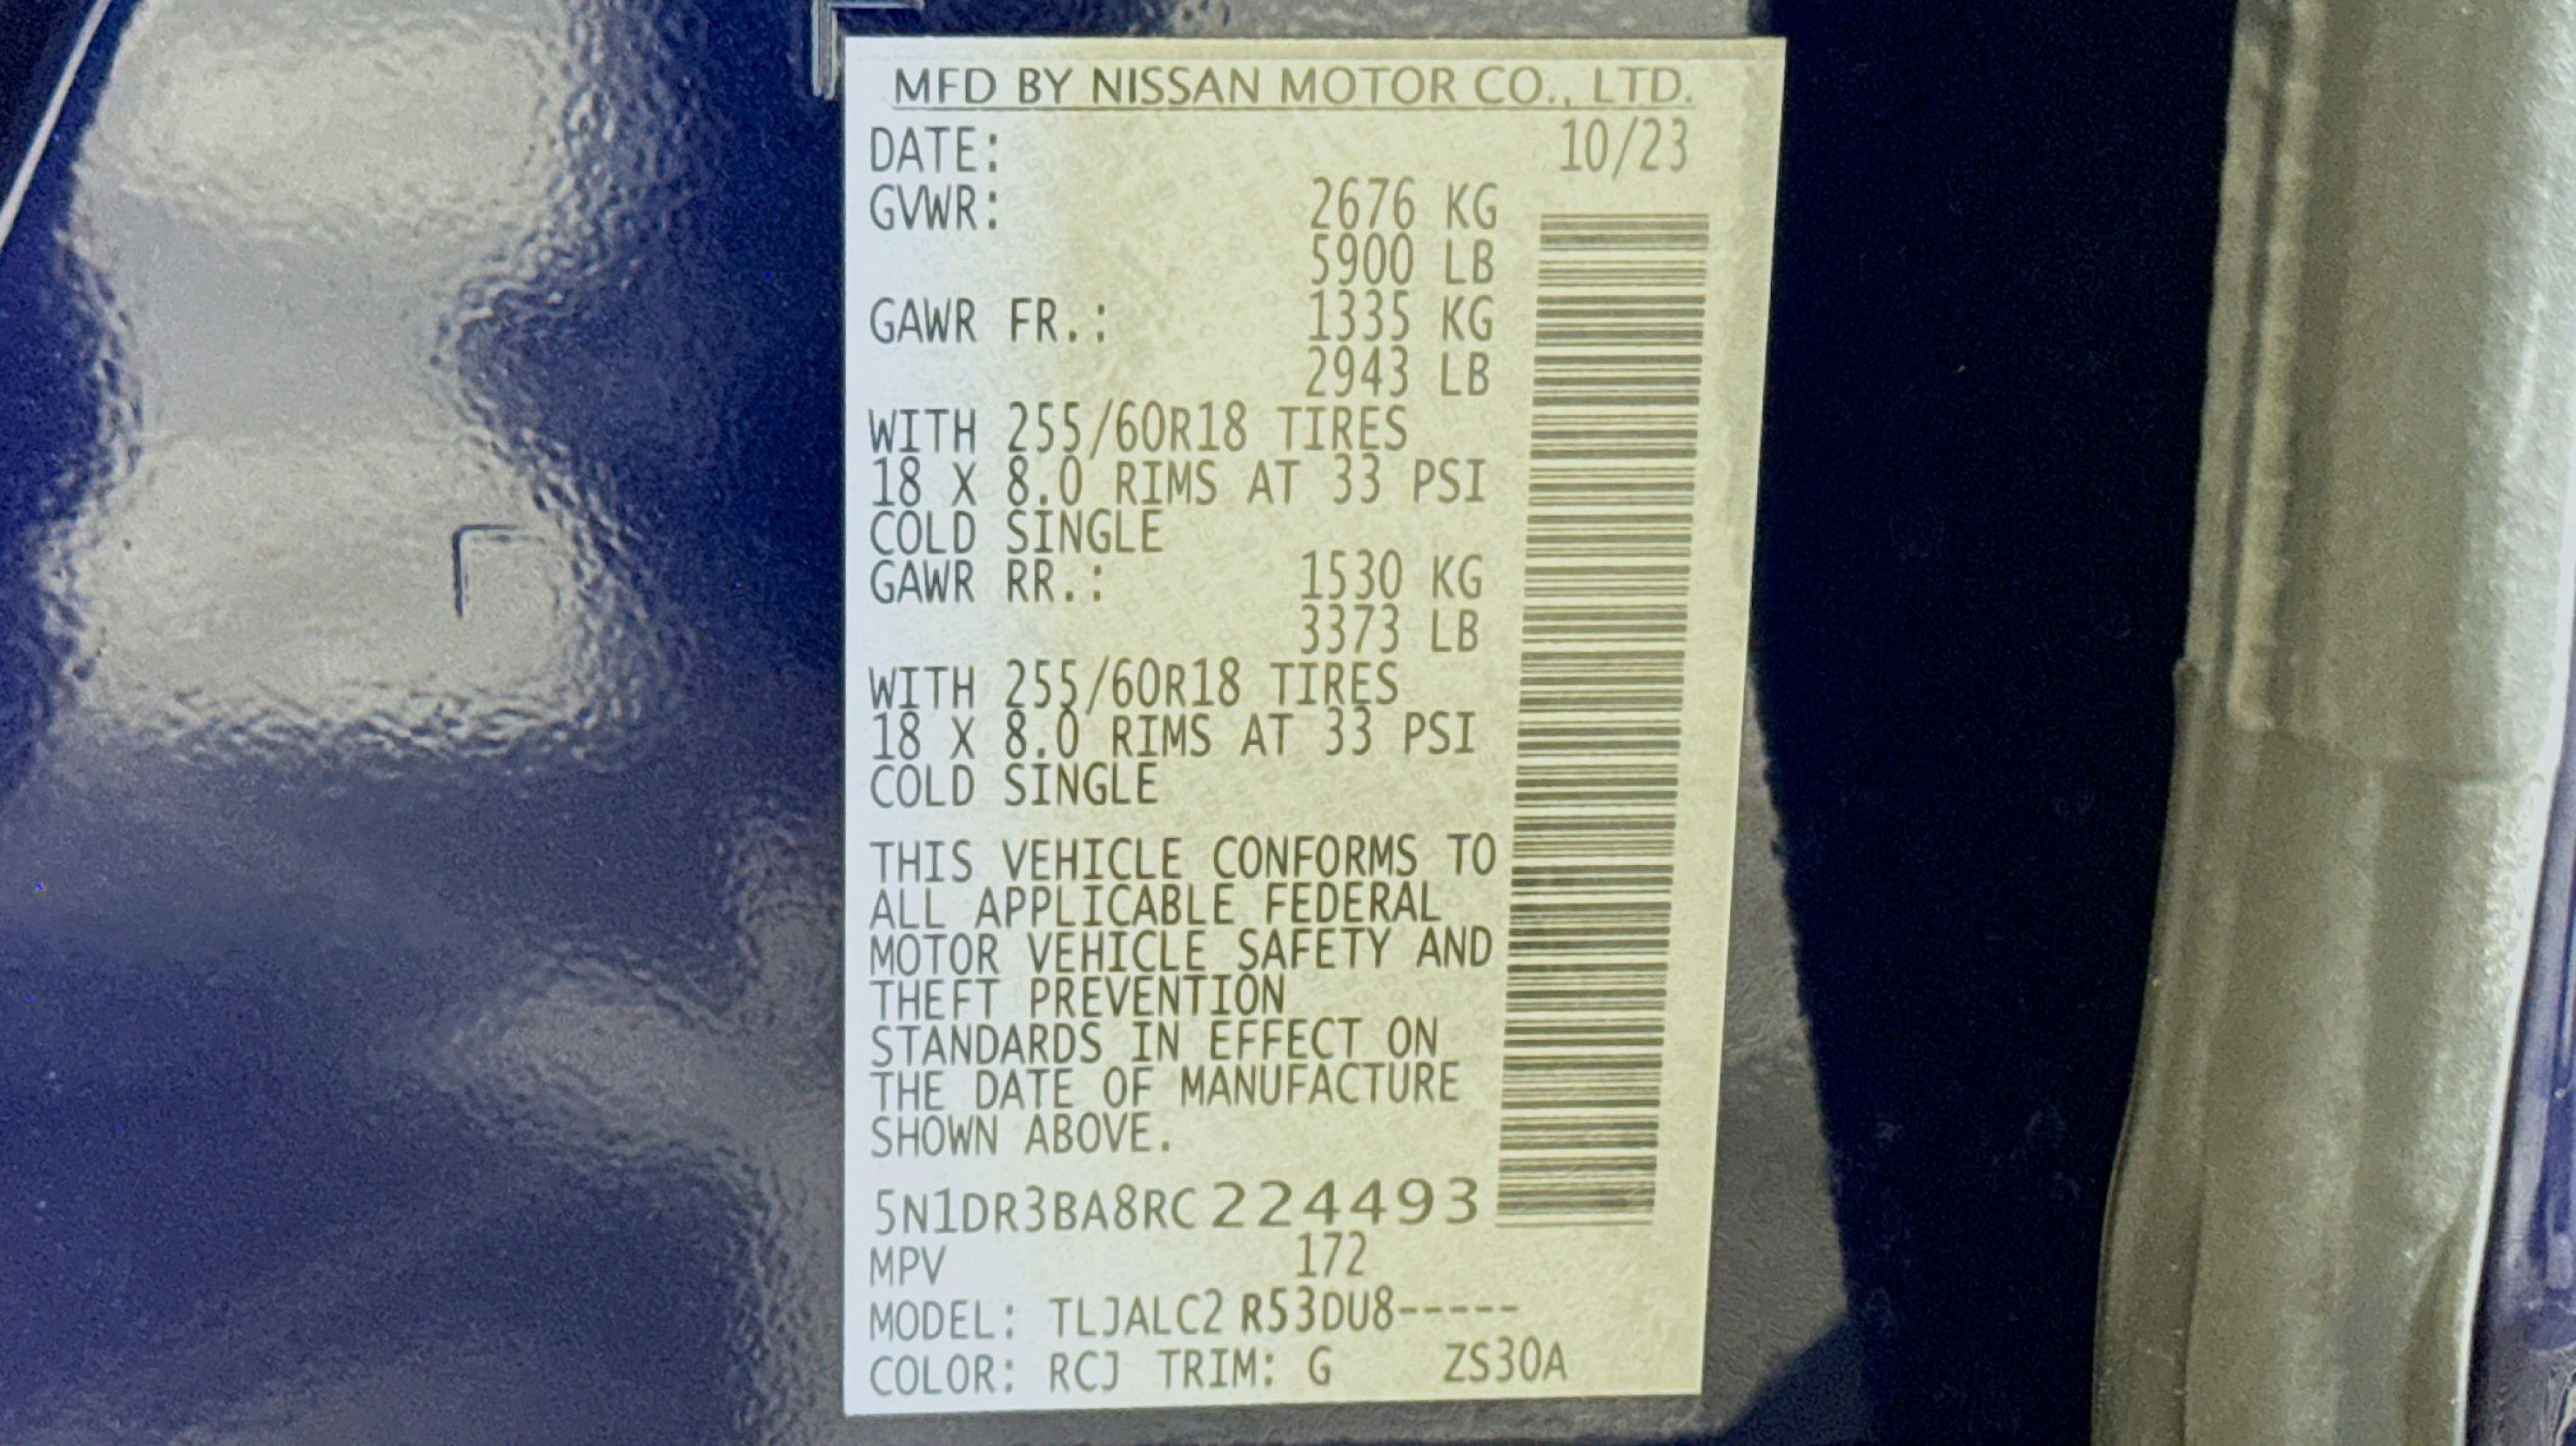 MFD BY NISSAN MOTOR CO., LTD.
DATE: 10/23
GVWR: 2676 KG
5900 LB
GAWR FR.: 1335 KG
2943 LB
WITH 255/60R18 TIRES
18 X 8.0 RIMS AT 33 PSI
COLD SINGLE
GAWR RR.: 1530 KG
3373 LB
WITH 255/60R18 TIRES
18 X 8.0 RIMS AT 33 PSI
COLD SINGLE
THIS VEHICLE CONFORMS TO
ALL APPLICABLE FEDERAL
MOTOR VEHICLE SAFETY AND
THEFT PREVENTION
STANDARDS IN EFFECT ON
THE DATE OF MANUFACTURE
SHOWN ABOVE.
5N1DR3BA8RC224493
MPV 172
MODEL: TLJALC2 R53DU8-----
COLOR: RCJ TRIM: G ZS30A